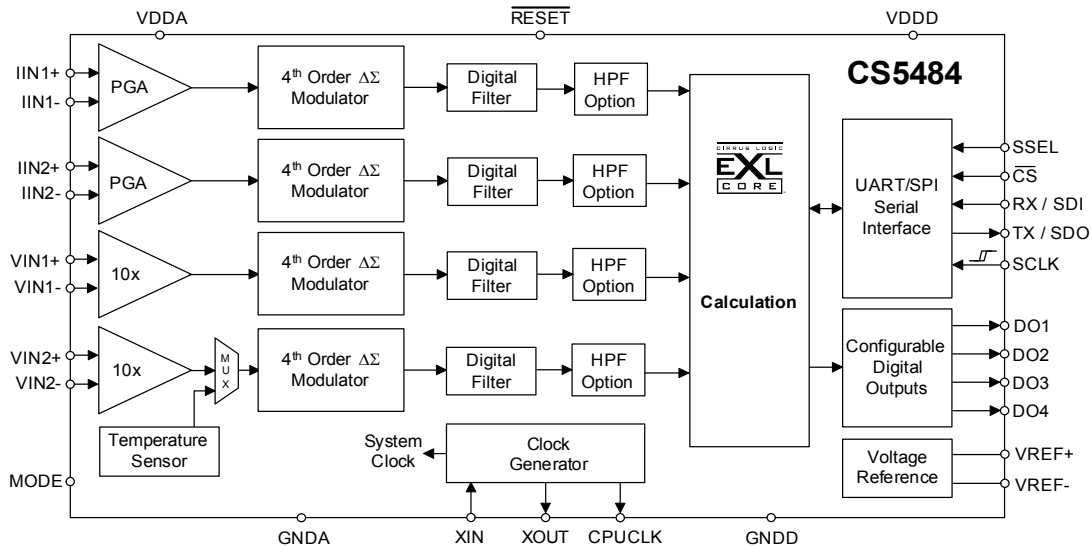 VDDA
RESET
VDDD
CS5484
IIN1+
IIN1-
PGA
4th Order ΔΣ
Modulator
Digital
Filter
HPF
Option
IIN2+
IIN2-
PGA
4th Order ΔΣ
Modulator
Digital
Filter
HPF
Option
VIN1+
VIN1-
10x
4th Order ΔΣ
Modulator
Digital
Filter
HPF
Option
VIN2+
VIN2-
10x
MUX
4th Order ΔΣ
Modulator
Digital
Filter
HPF
Option
Temperature
Sensor
CIRRUS LOGIC
EXL
CORE
Calculation
UART/SPI
Serial
Interface
SSEL
CS
RX / SDI
TX / SDO
SCLK
Configurable
Digital
Outputs
DO1
DO2
DO3
DO4
Voltage
Reference
VREF+
VREF-
System
Clock
Clock
Generator
MODE
GNDA
XIN
XOUT
CPUCLK
GNDD